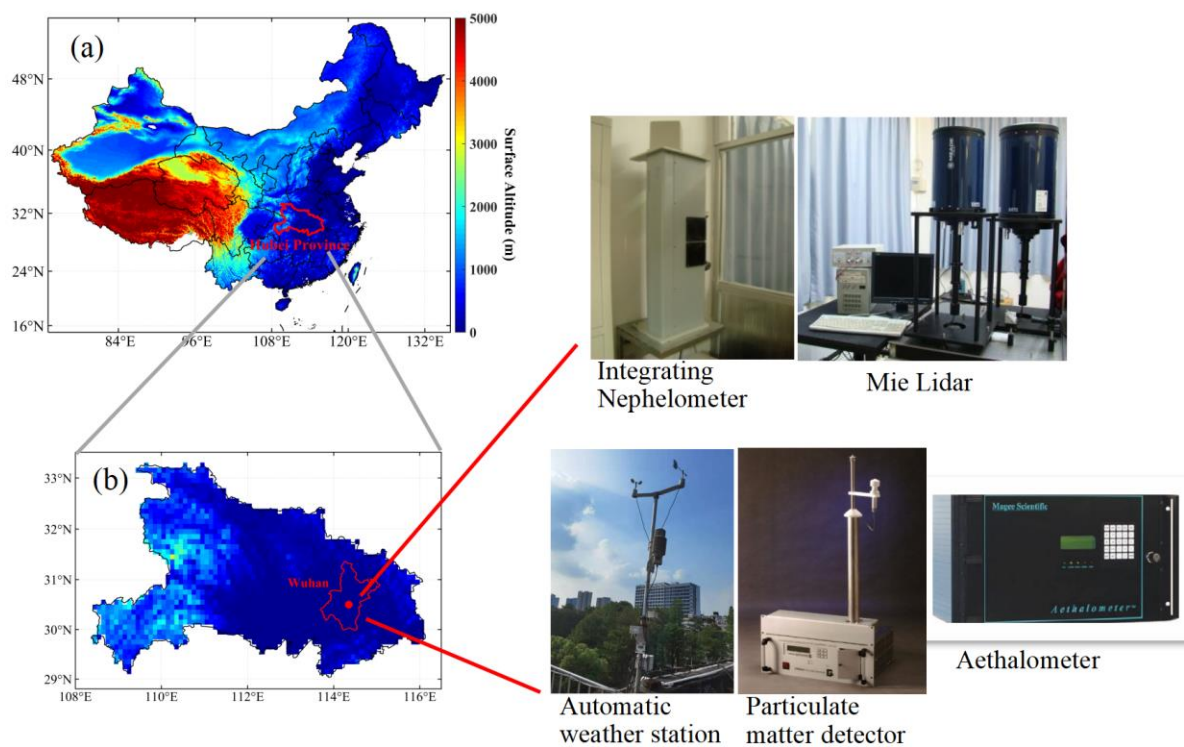 (a)
48°N
40°N
32°N
24°N
16°N
84°E
96°E
108°E
120°E
132°E
5000
4000
3000
2000
1000
0
Surface Altitude (m)
Hubei Province
(b)
33°N
32°N
31°N
30°N
29°N
108°E
110°E
112°E
114°E
116°E
Wuhan
Integrating
Nephelometer
Mie Lidar
MEADE
Automatic
weather station
Particulate
matter detector
Magee Scientific
Aethalometer™
Aethalometer